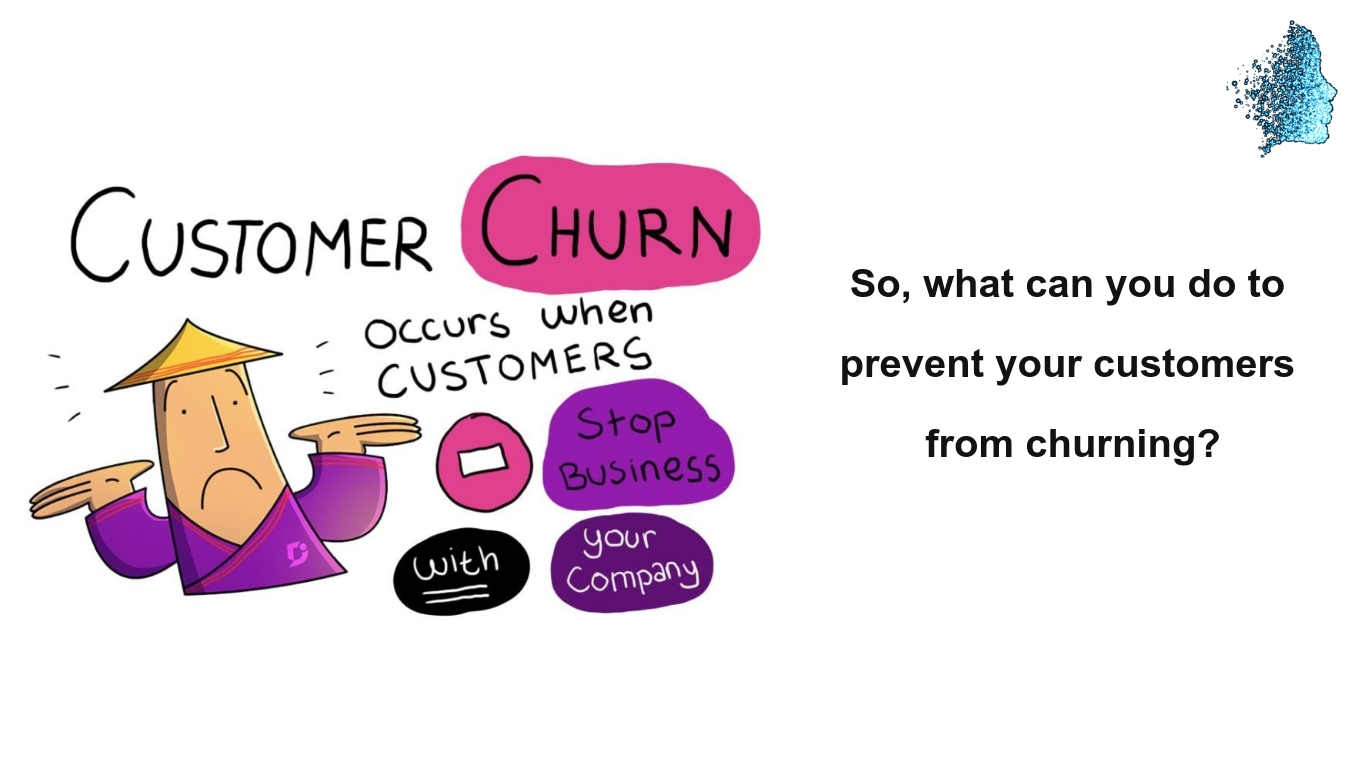 CUSTOMER CHURN
OCCURS when
CUSTOMERS
Stop
BUSINESS
with
your
Company
So, what can you do to
prevent your customers
from churning?